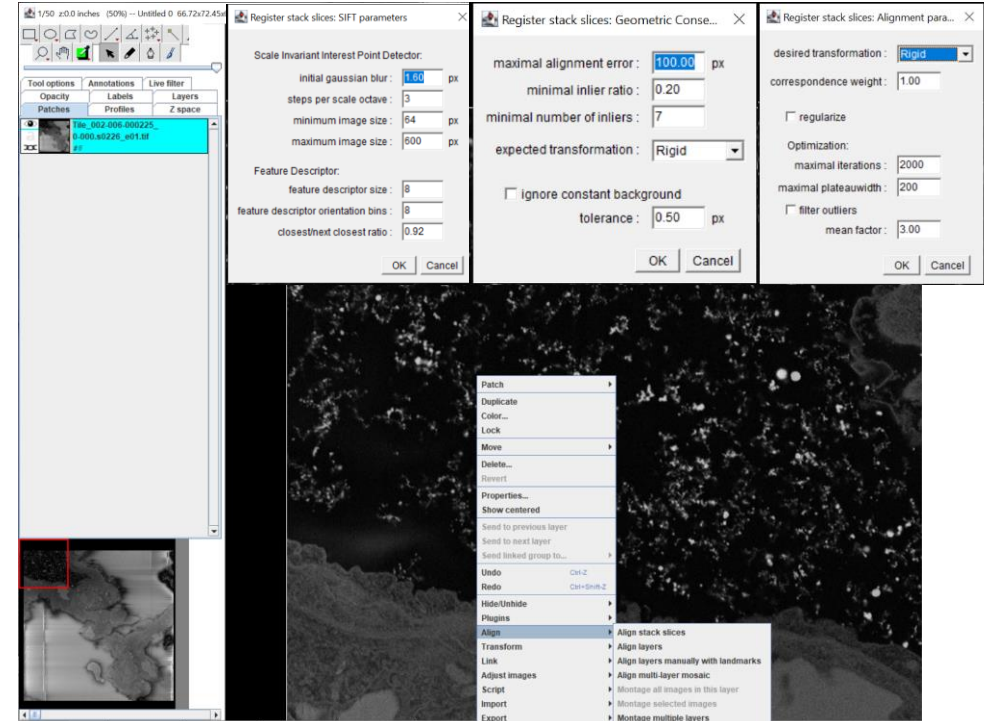 1/50 z:0.0 inches (50%) -- Untitled 0 66.72x72.45x
Tool options Annotations Live filter
Opacity Labels Layers
Patches Profiles Z space
Tile_002-006-000225_
0-000.s0226_e01.tif
Register stack slices: SIFT parameters
Scale Invariant Interest Point Detector:
initial gaussian blur : 1.60 px
steps per scale octave : 3
minimum image size : 64 px
maximum image size : 600 px
Feature Descriptor:
feature descriptor size : 8
feature descriptor orientation bins : 8
closest/next closest ratio : 0.92
OK Cancel
Register stack slices: Geometric Conse...
maximal alignment error : 100.00 px
minimal inlier ratio : 0.20
minimal number of inliers : 7
expected transformation : Rigid
ignore constant background
tolerance : 0.50 px
OK Cancel
Register stack slices: Alignment para...
desired transformation : Rigid
correspondence weight : 1.00
regularize
Optimization:
maximal iterations : 2000
maximal plateauwidth : 200
filter outliers
mean factor : 3.00
OK Cancel
Patch
Duplicate
Color...
Lock
Move
Delete...
Revert
Properties...
Show centered
Send to previous layer
Send to next layer
Send linked group to...
Undo Ctrl-Z
Redo Ctrl+Shift-Z
Hide/Unhide
Plugins
Align
Transform
Link
Adjust images
Script
Import
Export
Align stack slices
Align layers
Align layers manually with landmarks
Align multi-layer mosaic
Montage all images in this layer
Montage selected images
Montage multiple layers